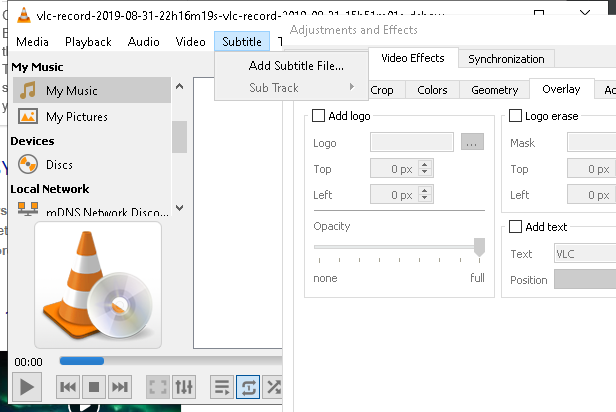 vlc-record-2019-08-31-22h16m19s-vlc-record-2019-08-31-15h51m01s-dshow
Adjustments and Effects
Media Playback Audio Video Subtitle
Video Effects Synchronization
Add Subtitle File...
Sub Track
Crop Colors Geometry Overlay
My Music
My Music
My Pictures
Devices
Discs
Local Network
mDNS Network Disco...
Add logo
Logo ...
Top 0 px
Left 0 px
Opacity
none full
Logo erase
Mask
Top 0 px
Left 0 px
Add text
Text VLC
Position
00:00